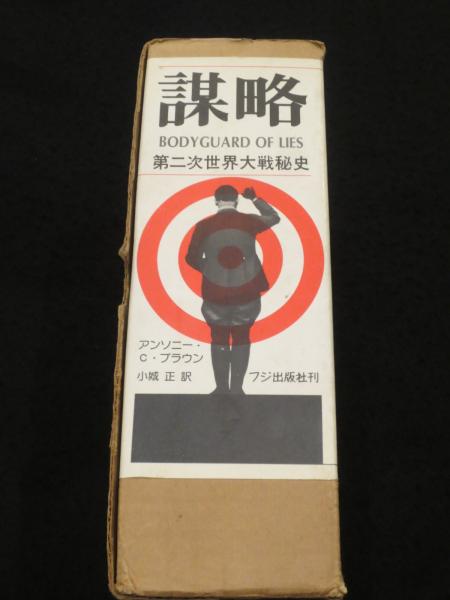 謀略
BODYGUARD OF LIES
第二次世界大戦秘史
アンソニー・
C・ブラウン
小城 正 訳
フジ出版社刊